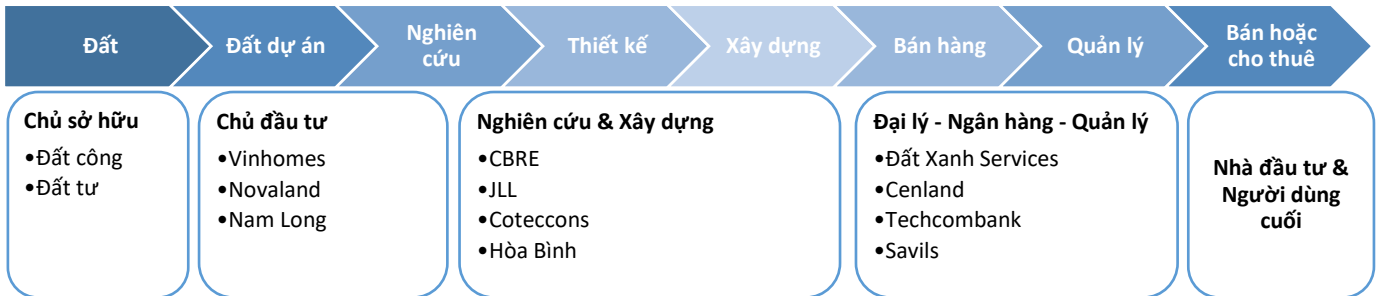 Đất
Đất dự án
Nghiên
cứu
Thiết kế
Xây dựng
Bán hàng
Quản lý
Bán hoặc
cho thuê
Chủ sở hữu
•Đất công
•Đất tư
Chủ đầu tư
•Vinhomes
•Novaland
•Nam Long
Nghiên cứu & Xây dựng
•CBRE
•JLL
•Coteccons
•Hòa Bình
Đại lý - Ngân hàng - Quản lý
•Đất Xanh Services
•Cenland
•Techcombank
•Savils
Nhà đầu tư &
Người dùng
cuối